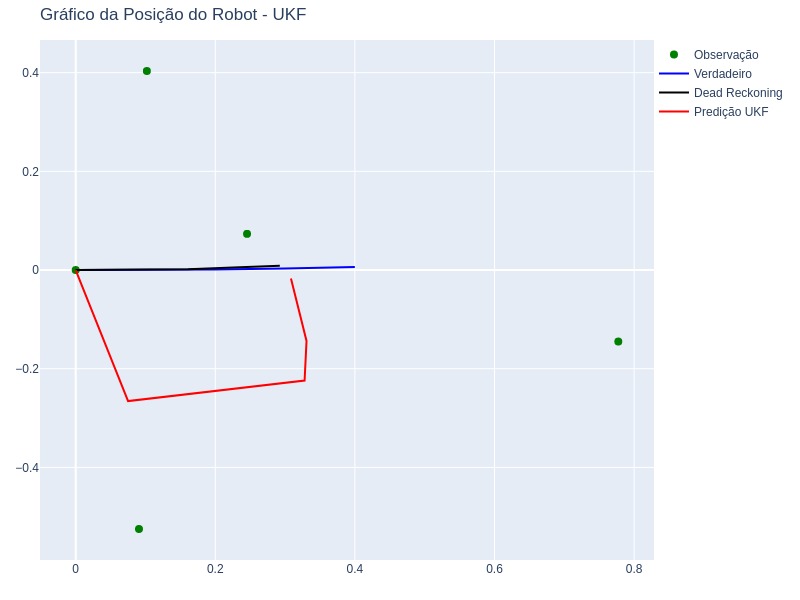 Gráfico da Posição do Robot - UKF
Observação
Verdadeiro
Dead Reckoning
Predição UKF
0.4
0.2
0
−0.2
−0.4
0
0.2
0.4
0.6
0.8